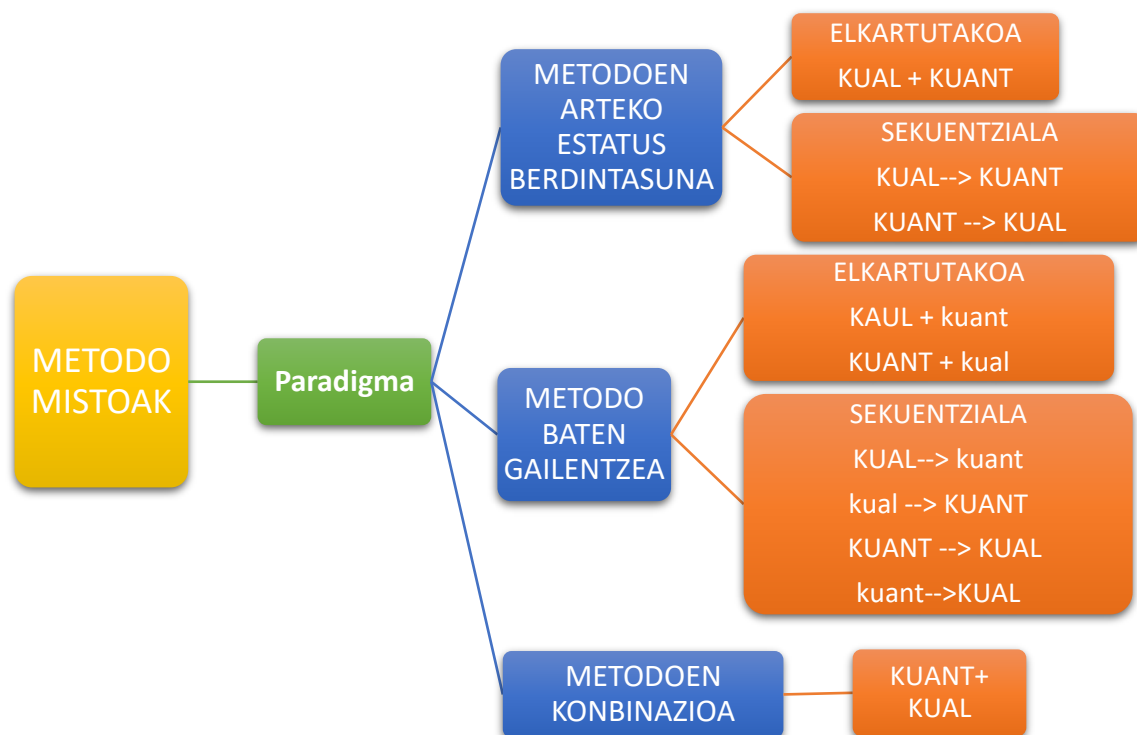 METODO
MISTOAK
Paradigma
METODOEN
ARTEKO
ESTATUS
BERDINTASUNA
ELKARTUTAKOA
KUAL + KUANT
SEKUENTZIALA
KUAL--> KUANT
KUANT --> KUAL
METODO
BATEN
GAILENTZEA
ELKARTUTAKOA
KAUL + kuant
KUANT + kual
SEKUENTZIALA
KUAL--> kuant
kual --> KUANT
KUANT --> KUAL
kuant-->KUAL
METODOEN
KONBINAZIOA
KUANT+
KUAL